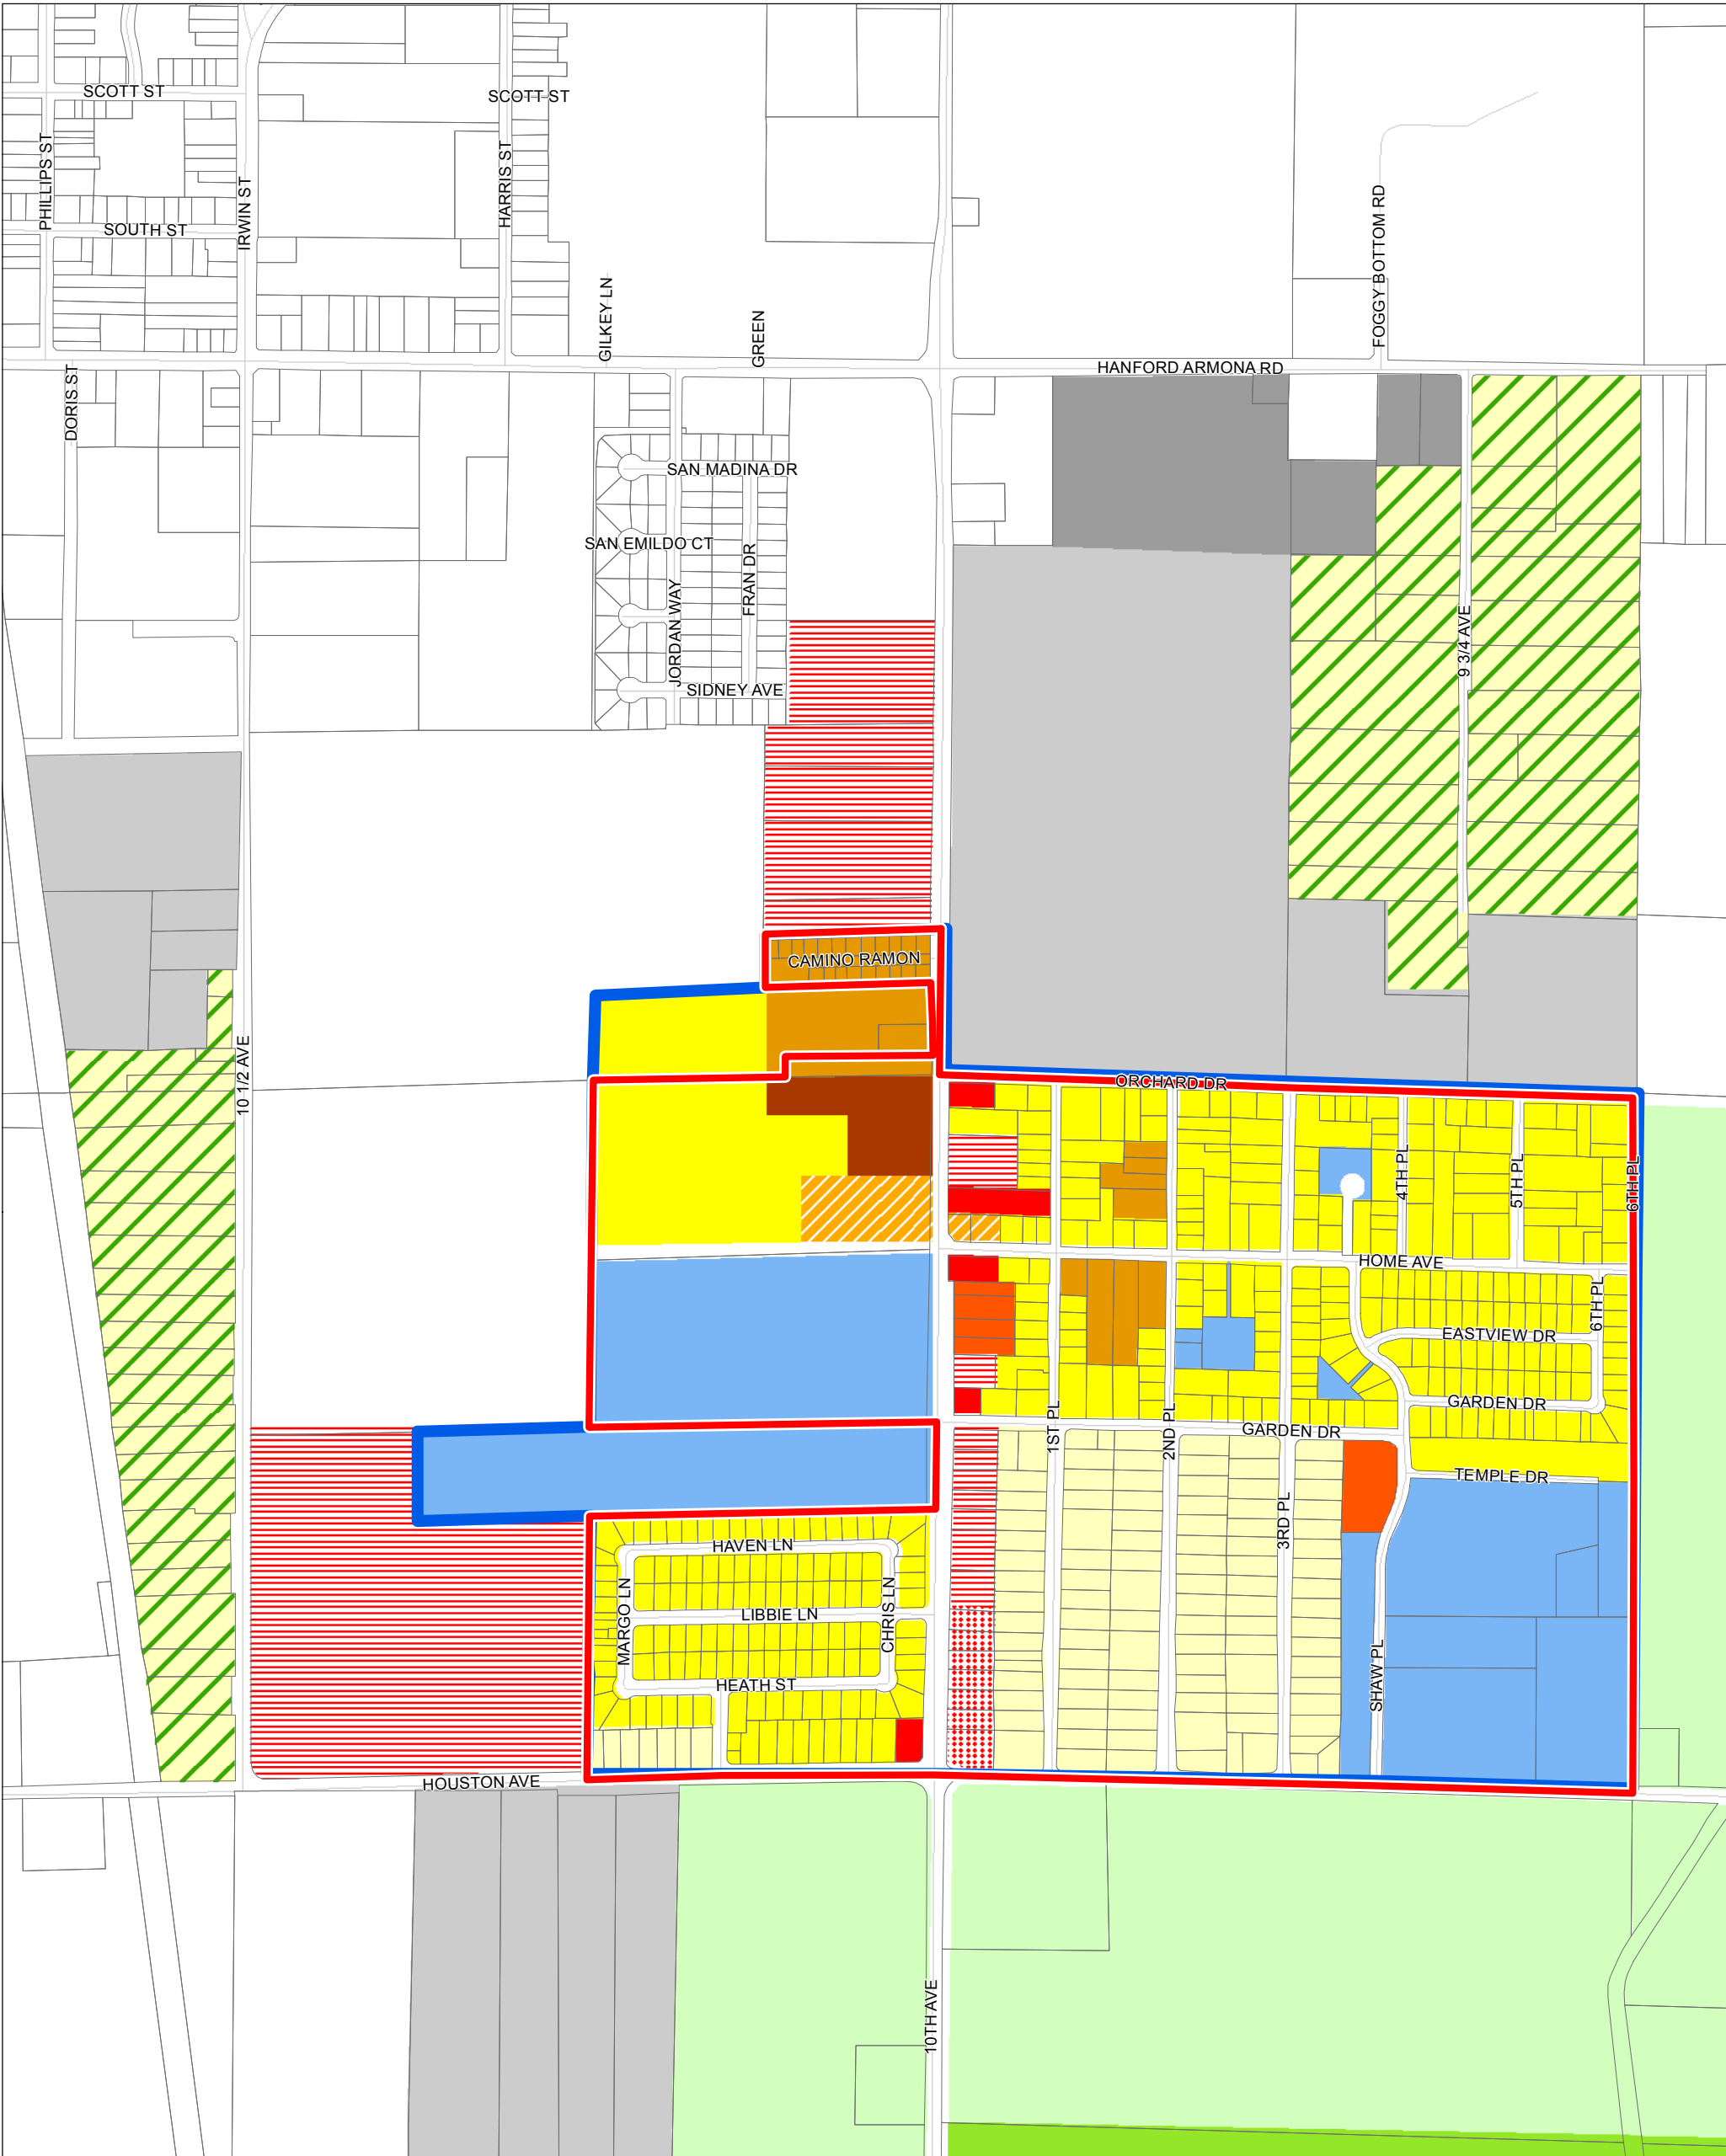 SCOTT ST
SCOTT ST
PHILLIPS ST
IRWIN ST
HARRIS ST
SOUTH ST
FOGGY BOTTOM RD
GILKEY LN
GREEN
HANFORD ARMONA RD
DORIS ST
SAN MADINA DR
SAN EMILDO CT
FRAN DR
JORDAN WAY
9 3/4 AVE
SIDNEY AVE
CAMINO RAMON
10 1/2 AVE
ORCHARD DR
4TH PL
5TH PL
6TH PL
HOME AVE
6TH PL
EASTVIEW DR
GARDEN DR
1ST PL
2ND PL
GARDEN DR
TEMPLE DR
3RD PL
HAVEN LN
MARGO LN
LIBBIE LN
CHRIS LN
SHAW PL
HEATH ST
HOUSTON AVE
10TH AVE